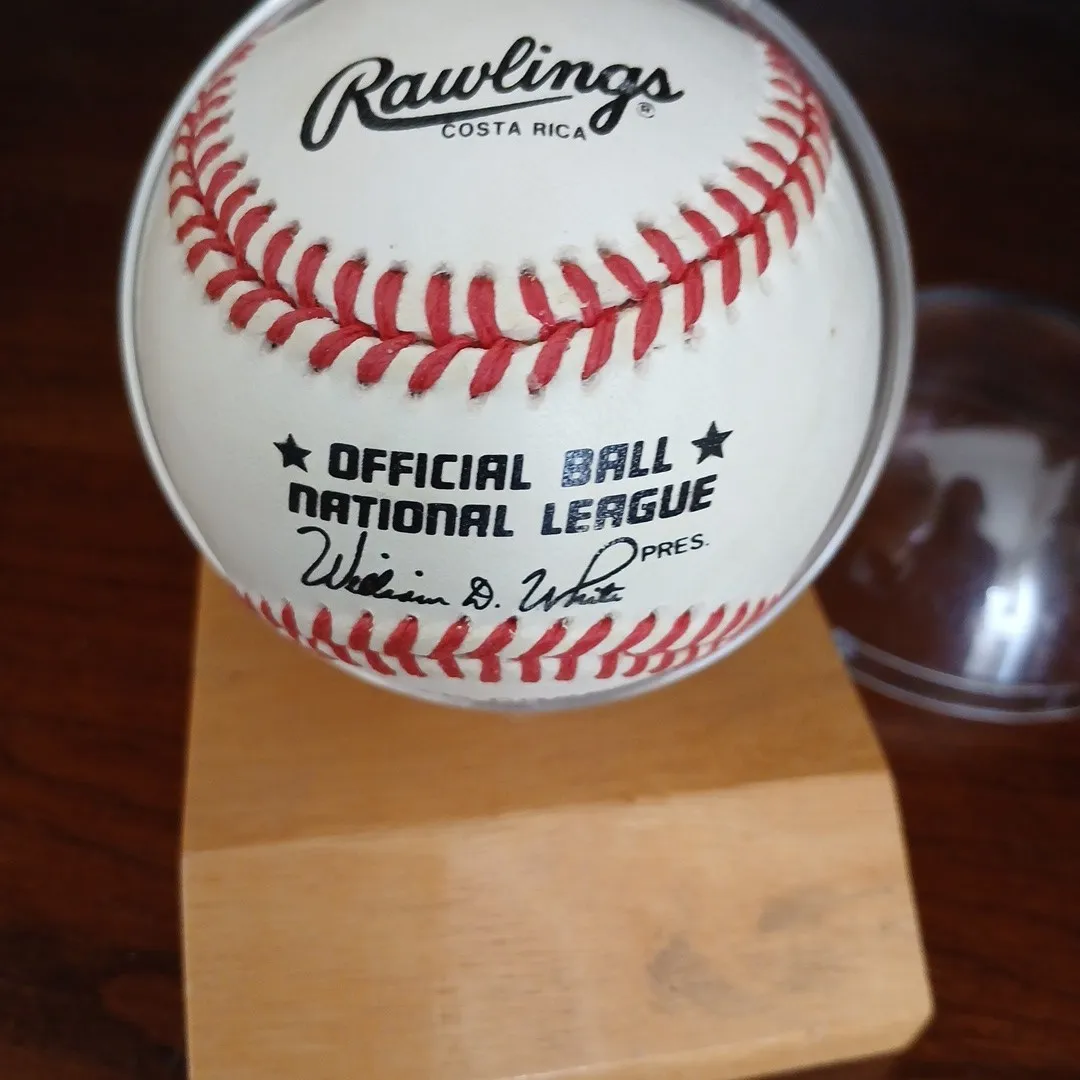 Rawlings®
COSTA RICA
★ OFFICIAL BALL ★
NATIONAL LEAGUE
William D. White PRES.